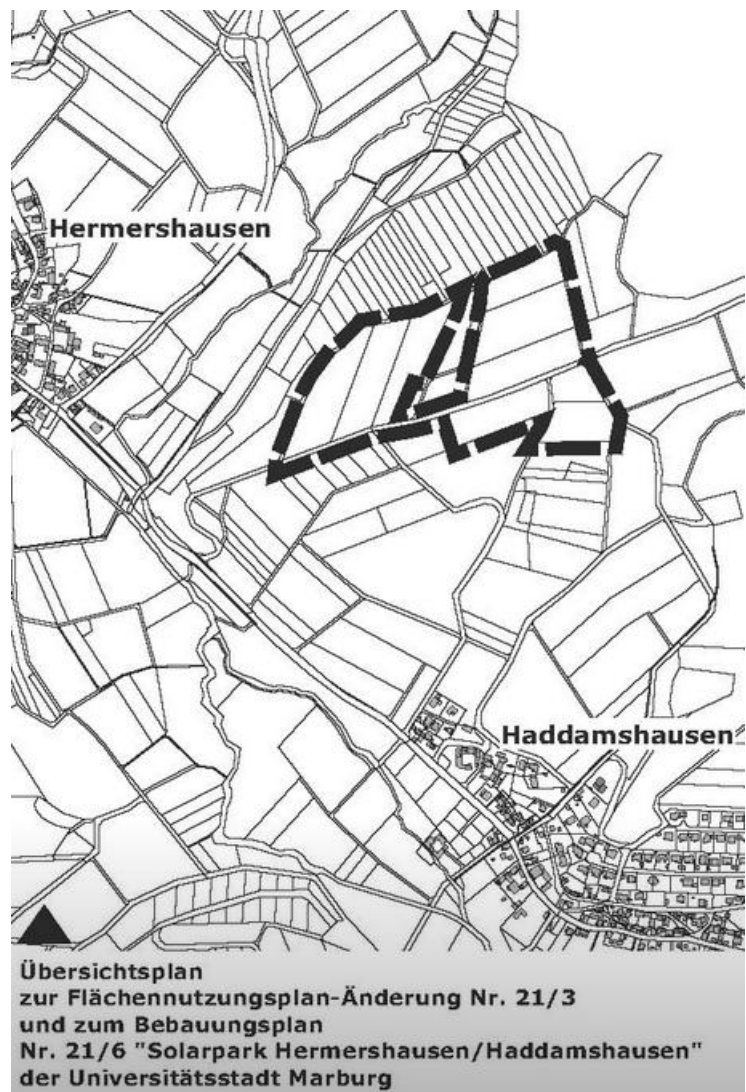 Hermershausen
Haddamshausen
Übersichtsplan
zur Flächennutzungsplan-Änderung Nr. 21/3
und zum Bebauungsplan
Nr. 21/6 "Solarpark Hermershausen/Haddamshausen"
der Universitätsstadt Marburg